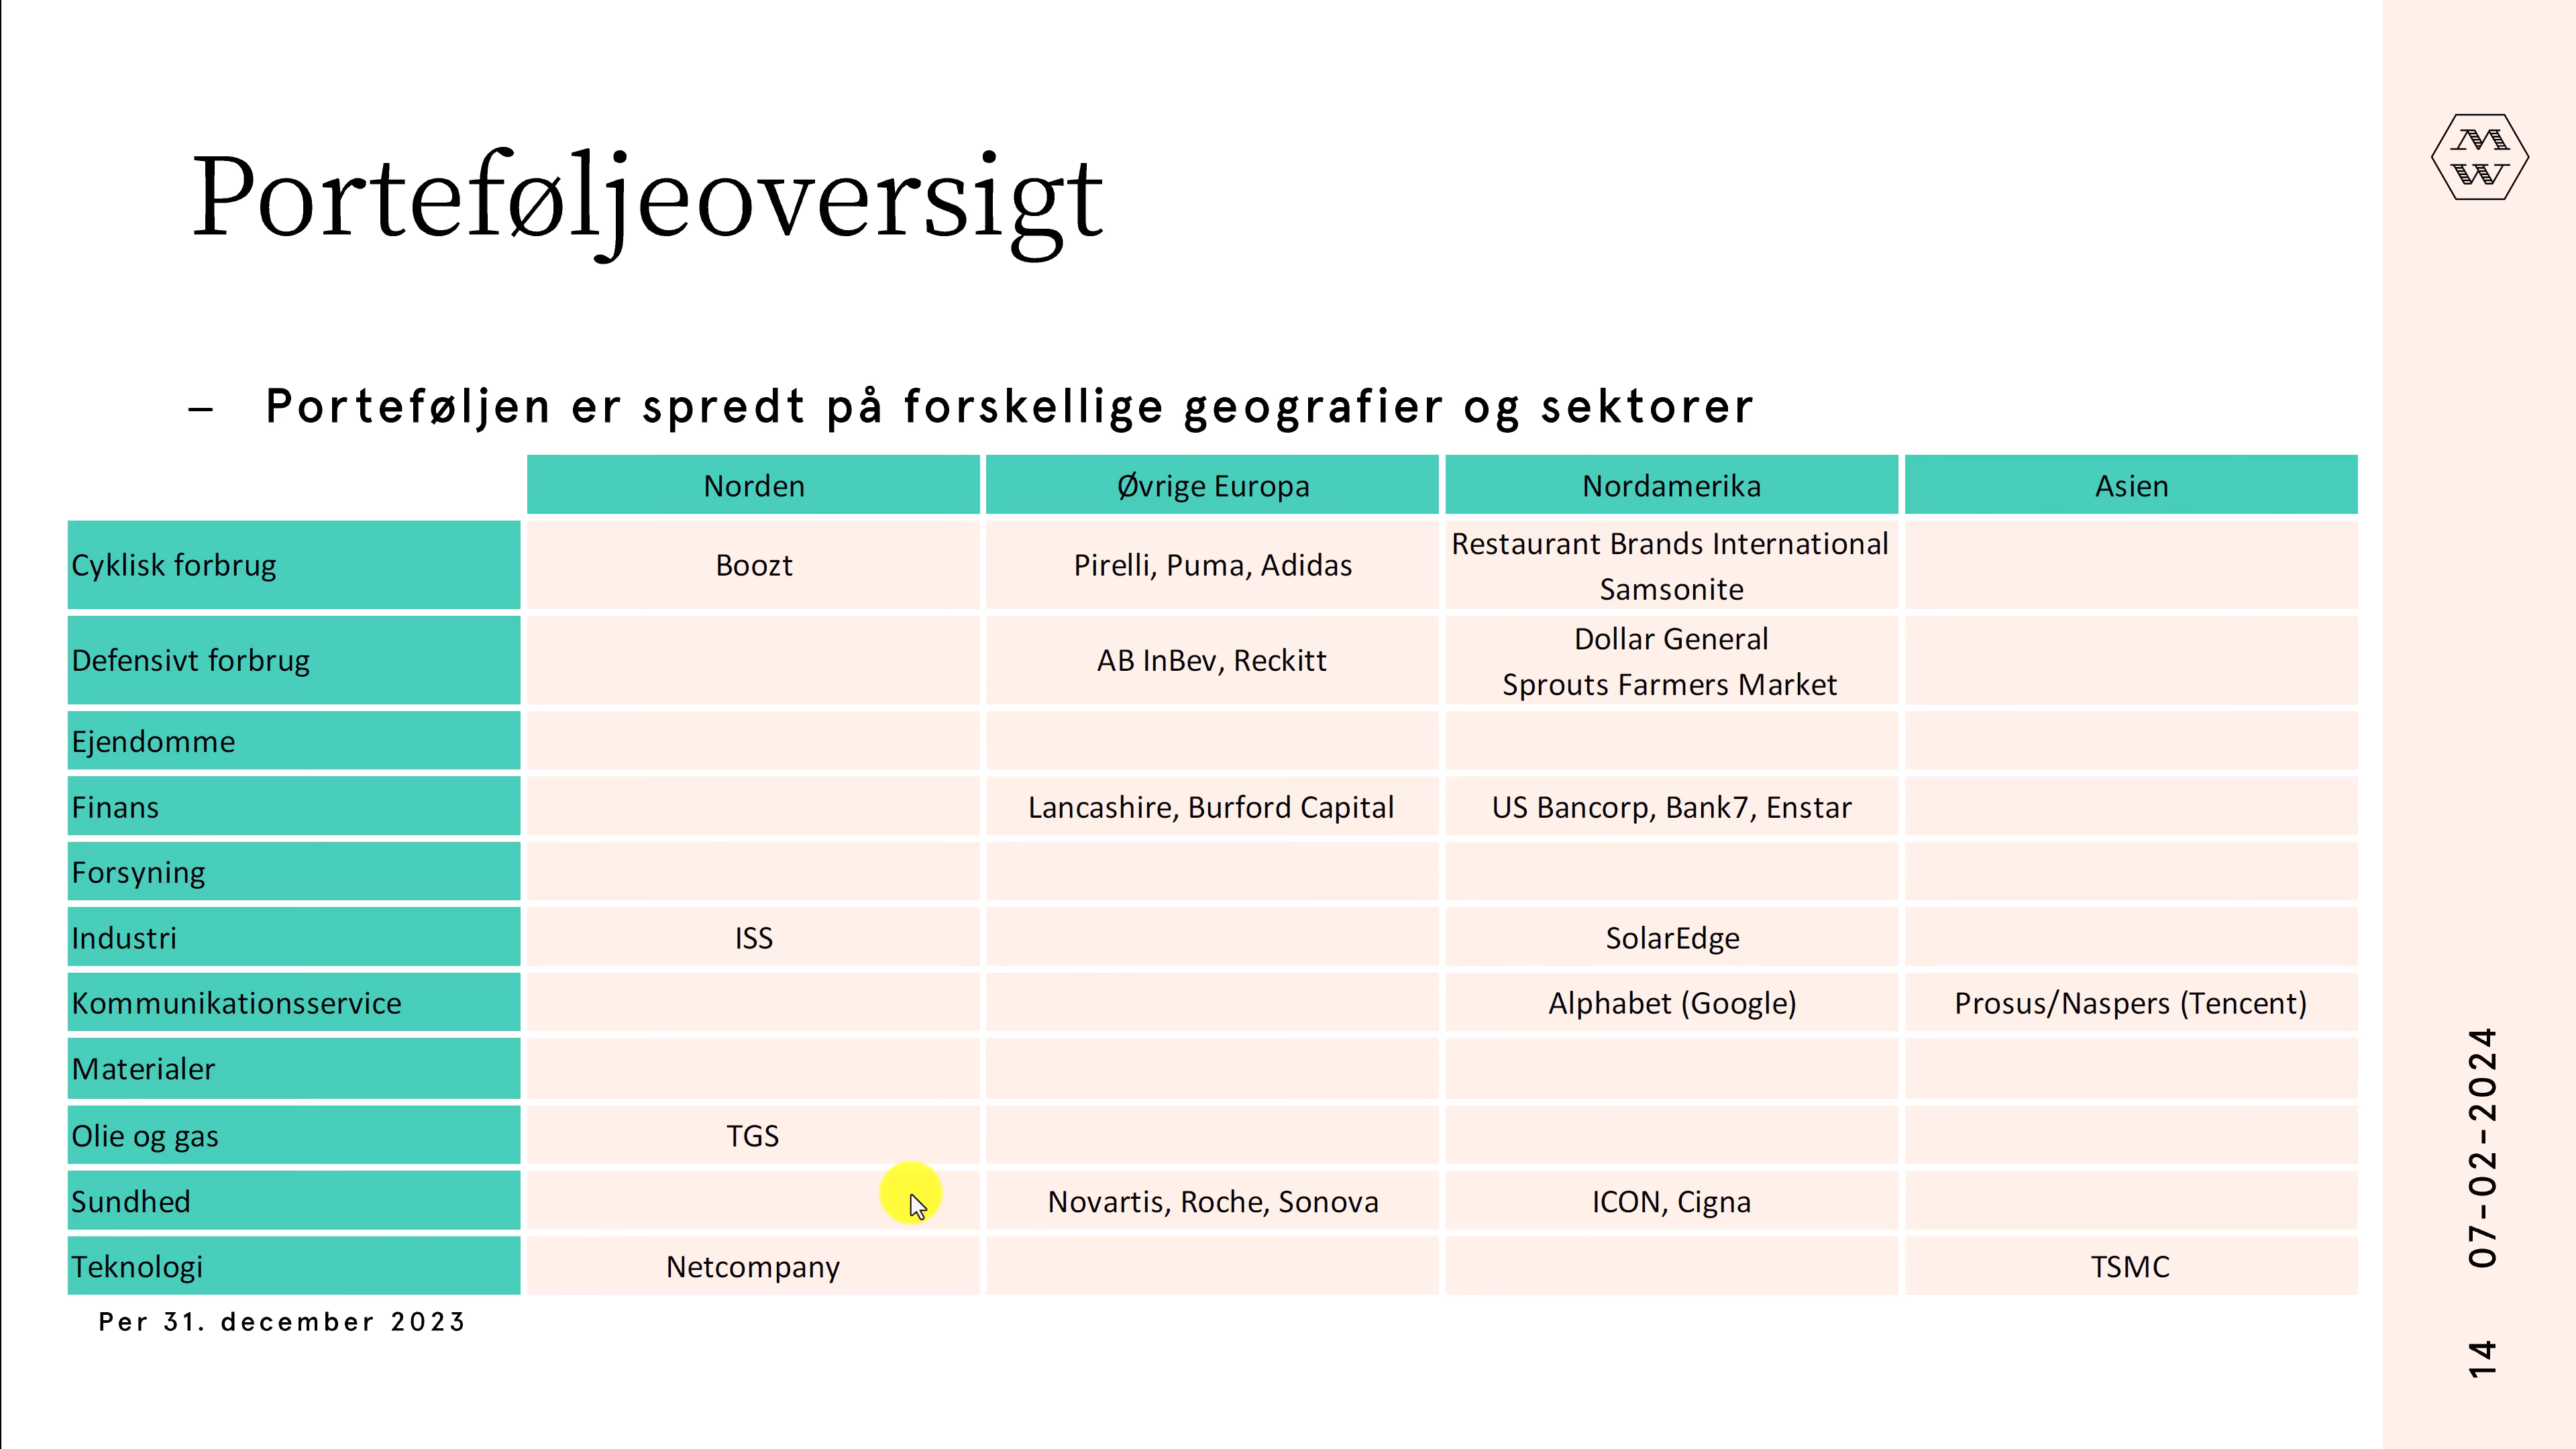 Porteføljeoversigt
M
W
– Porteføljen er spredt på forskellige geografier og sektorer
Norden Øvrige Europa Nordamerika Asien
Cyklisk forbrug Boozt Pirelli, Puma, Adidas Restaurant Brands International
Samsonite
Defensivt forbrug AB InBev, Reckitt Dollar General
Sprouts Farmers Market
Ejendomme
Finans Lancashire, Burford Capital US Bancorp, Bank7, Enstar
Forsyning
Industri ISS SolarEdge
Kommunikationsservice Alphabet (Google) Prosus/Naspers (Tencent)
Materialer
Olie og gas TGS
Sundhed Novartis, Roche, Sonova ICON, Cigna
Teknologi Netcompany TSMC
Per 31. december 2023
14 07-02-2024